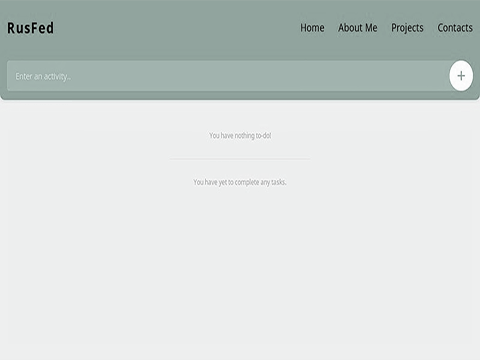 RusFed
Home About Me Projects Contacts
Enter an activity..
+
You have nothing to-do!
You have yet to complete any tasks.